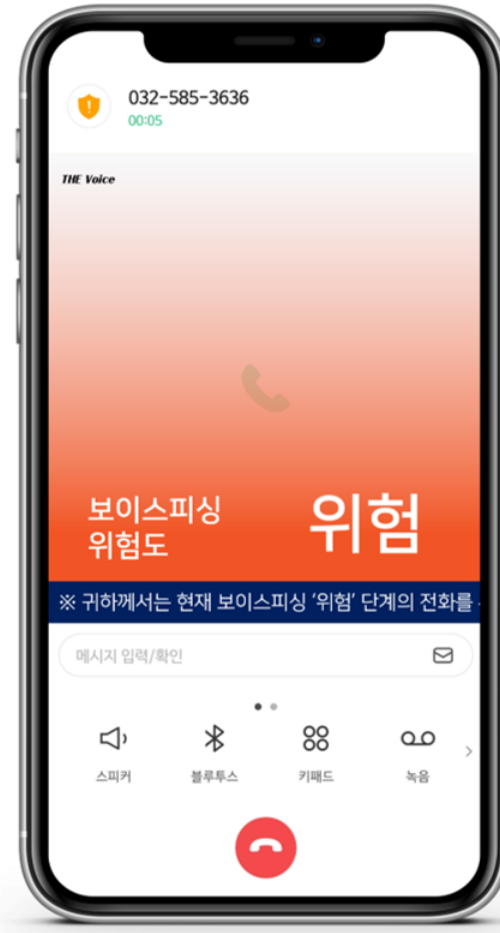 032-585-3636
00:05
THE Voice
보이스피싱
위험도
위험
※ 귀하께서는 현재 보이스피싱 '위험' 단계의 전화를
메시지 입력/확인
스피커
블루투스
키패드
녹음